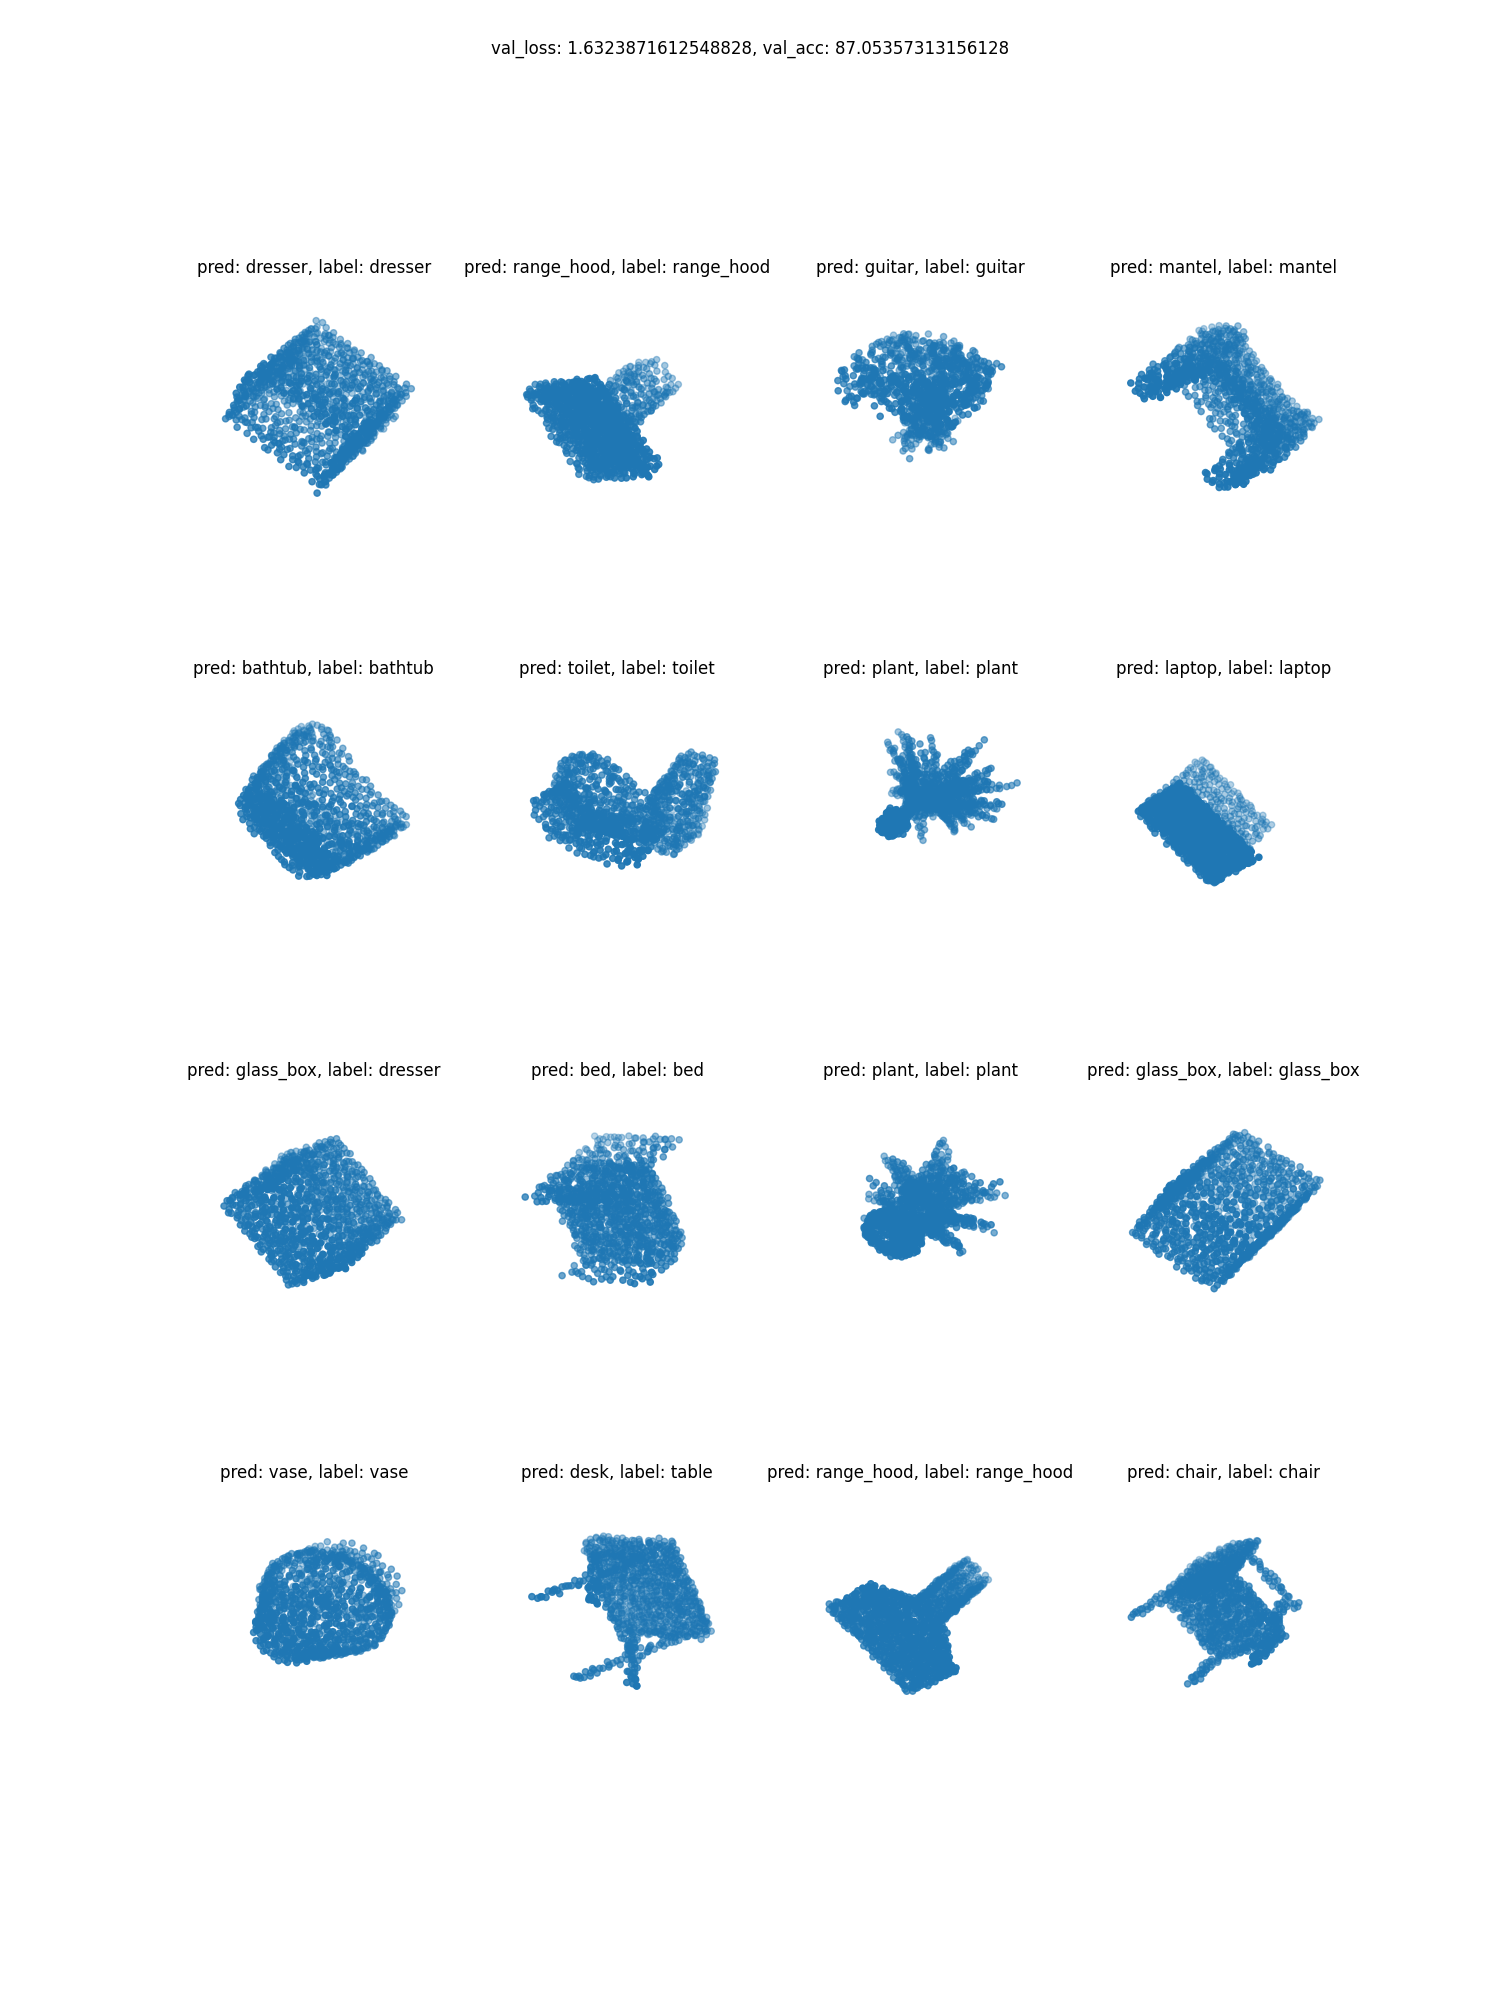 val_loss: 1.6323871612548828, val_acc: 87.05357313156128
pred: dresser, label: dresser
pred: range_hood, label: range_hood
pred: guitar, label: guitar
pred: mantel, label: mantel
pred: bathtub, label: bathtub
pred: toilet, label: toilet
pred: plant, label: plant
pred: laptop, label: laptop
pred: glass_box, label: dresser
pred: bed, label: bed
pred: plant, label: plant
pred: glass_box, label: glass_box
pred: vase, label: vase
pred: desk, label: table
pred: range_hood, label: range_hood
pred: chair, label: chair